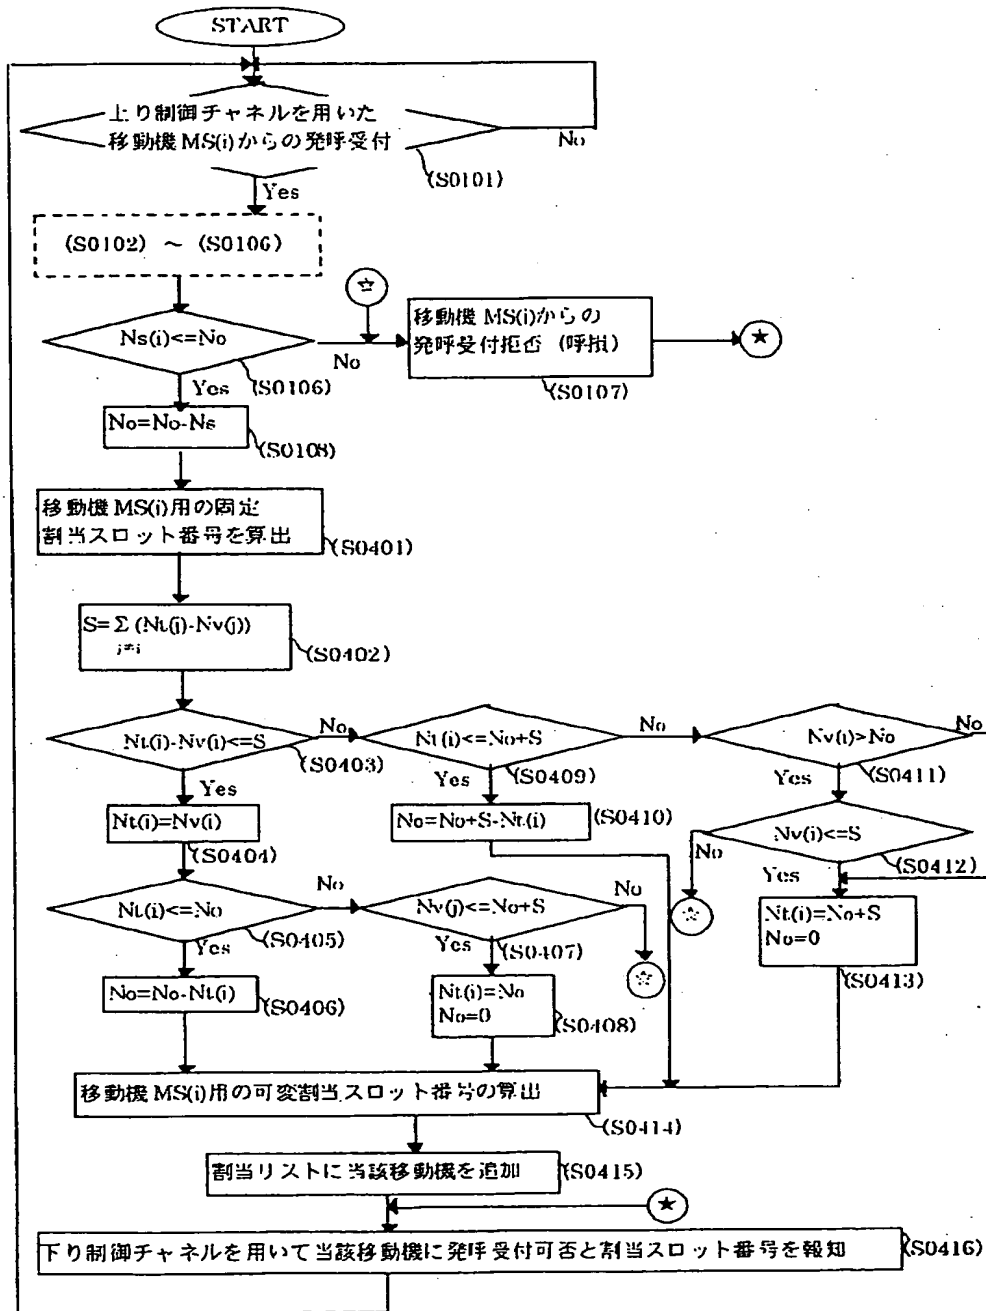 START
上り制御チャネルを用いた
移動機MS(i)からの発呼受付
No
(S0101)
Yes
(S0102) ～ (S0106)
☆
Ns(i)<=No
No
(S0106)
Yes
移動機MS(i)からの
発呼受付拒否 (呼損)
(S0107)
★
No=No-Ns
(S0108)
移動機MS(i)用の固定
割当スロット番号を算出
(S0401)
S=Σ(Nt(j)-Nv(j))
j≠i
(S0402)
Nt(i)-Nv(i)<=S
No
(S0403)
Yes
Nt(i)<=No+S
No
(S0409)
Yes
Nv(i)>No
No
(S0411)
Yes
Nt(i)=Nv(i)
(S0404)
No=No+S-Nt(i)
(S0410)
Nv(i)<=S
No
(S0412)
Yes
☆
Nt(i)<=No
No
(S0405)
Yes
Nv(j)<=No+S
No
(S0407)
Yes
☆
Nt(i)=No+S
No=0
(S0413)
No=No-Nt(i)
(S0406)
Nt(i)=No
No=0
(S0408)
移動機MS(i)用の可変割当スロット番号の算出
(S0414)
割当リストに当該移動機を追加
(S0415)
★
下り制御チャネルを用いて当該移動機に発呼受付可否と割当スロット番号を報知
(S0416)